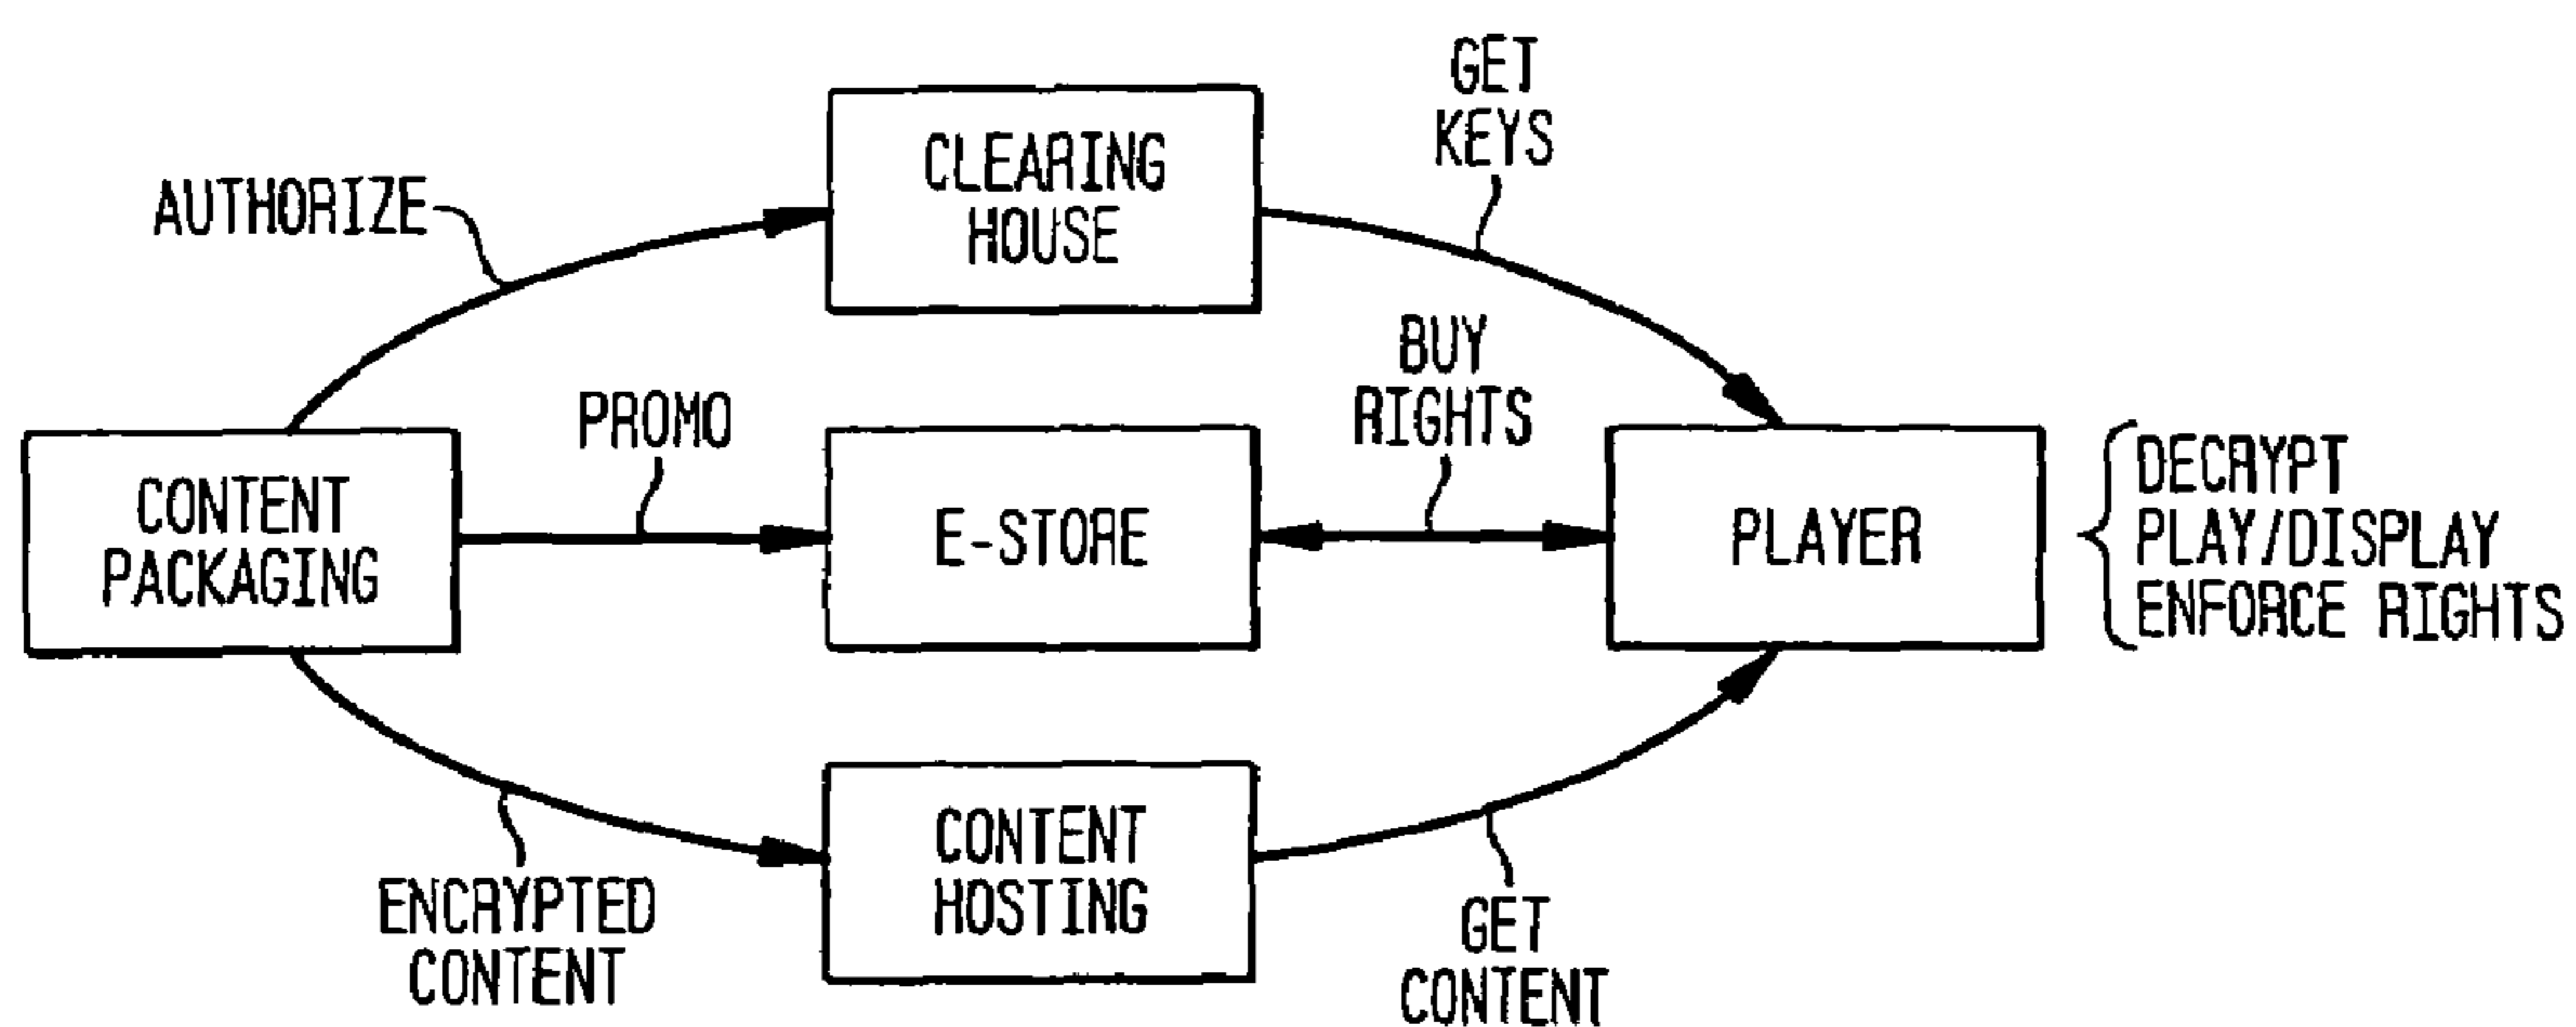 GET
KEYS
CLEARING
HOUSE
AUTHORIZE
BUY
RIGHTS
PROMO
CONTENT
PACKAGING
E-STORE
PLAYER
DECRYPT
PLAY/DISPLAY
ENFORCE RIGHTS
CONTENT
HOSTING
ENCRYPTED
CONTENT
GET
CONTENT